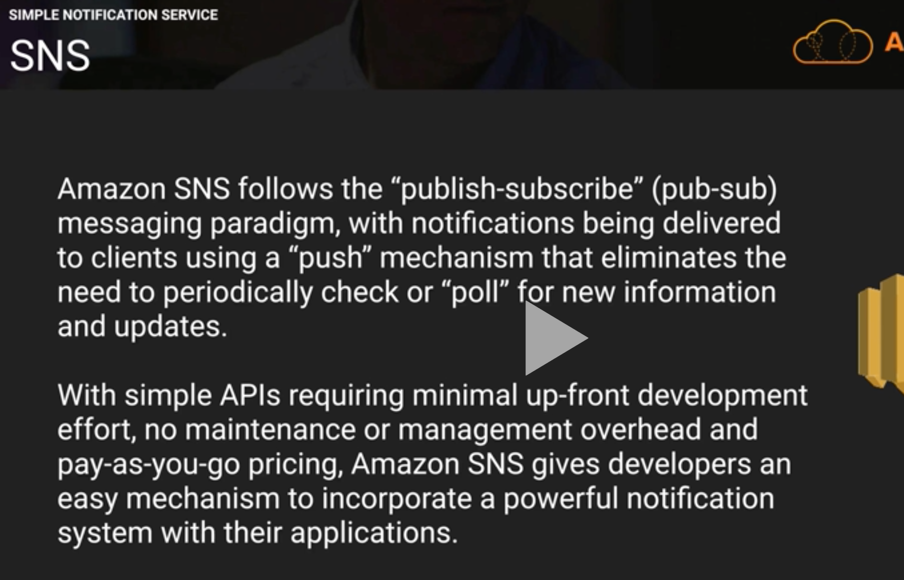 SIMPLE NOTIFICATION SERVICE
SNS
A
Amazon SNS follows the “publish-subscribe” (pub-sub)
messaging paradigm, with notifications being delivered
to clients using a “push” mechanism that eliminates the
need to periodically check or “poll” for new information
and updates.
With simple APIs requiring minimal up-front development
effort, no maintenance or management overhead and
pay-as-you-go pricing, Amazon SNS gives developers an
easy mechanism to incorporate a powerful notification
system with their applications.